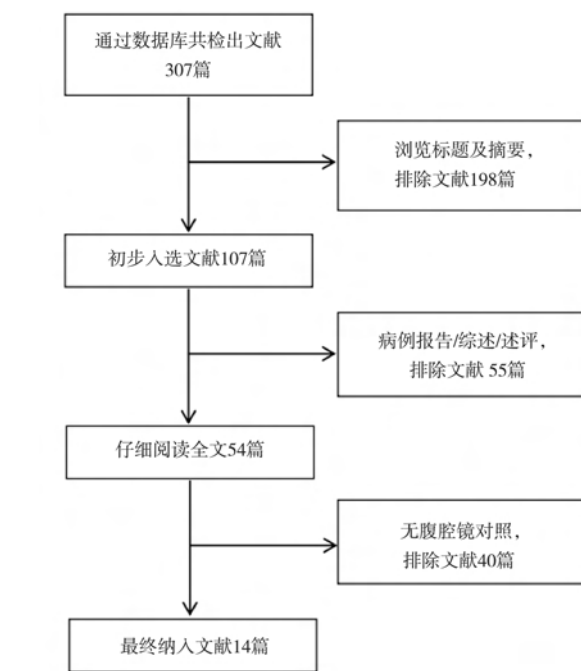 通过数据库共检出文献
307篇
浏览标题及摘要，
排除文献198篇
初步入选文献107篇
病例报告/综述/述评，
排除文献 55篇
仔细阅读全文54篇
无腹腔镜对照，
排除文献40篇
最终纳入文献14篇